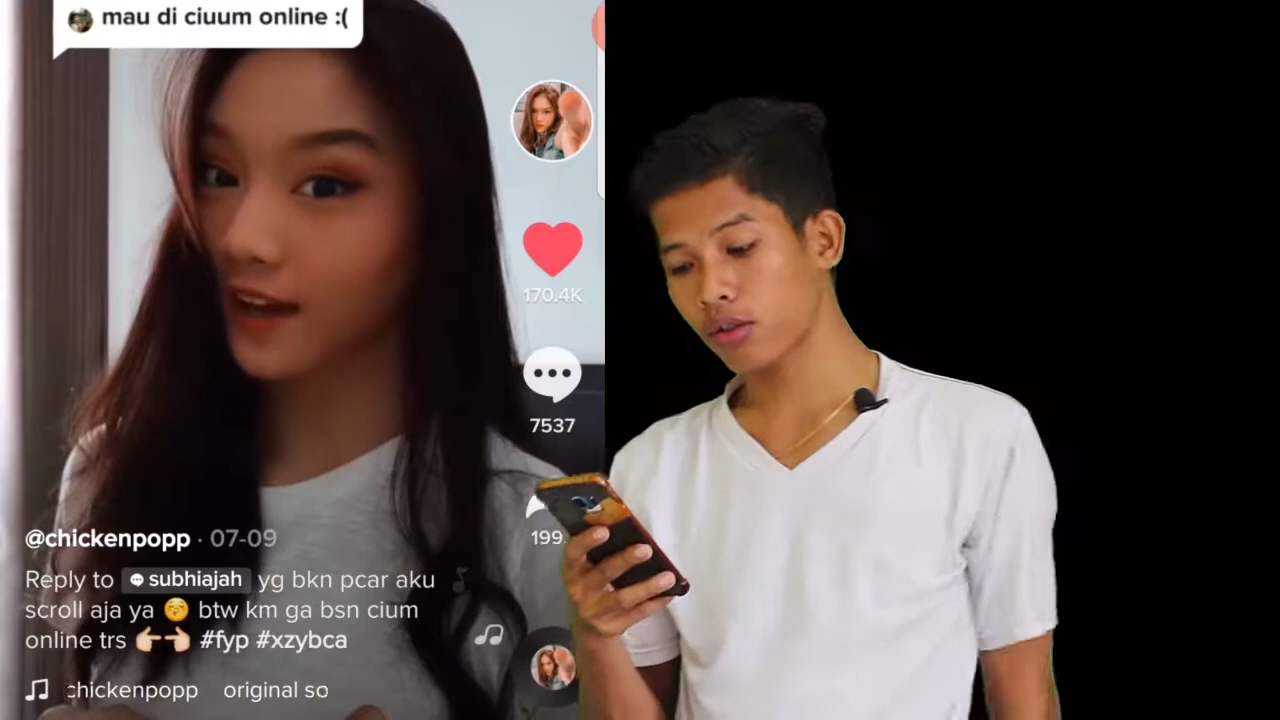 mau di ciuum online :(
170.4K
7537
199
@chickenpopp · 07-09
Reply to subhiajah yg bkn pcar aku
scroll aja ya 😚 btw km ga bsn cium
online trs 👉👈 #fyp #xzybca
chickenpopp original so